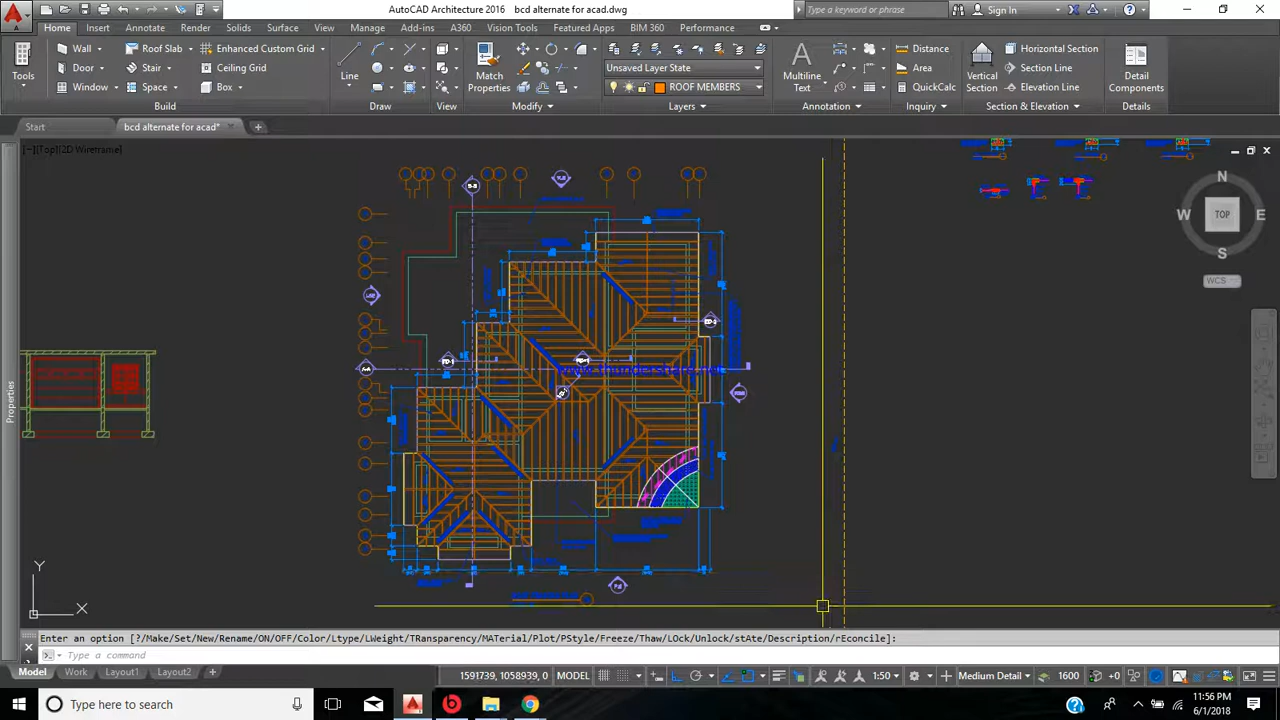 AutoCAD Architecture 2016 bcd alternate for acad.dwg
Type a keyword or phrase
Sign In
Home Insert Annotate Render Solids Surface Manage View Add-ins A360 Vision Tools Featured Apps BIM 360 Performance
Tools
Wall Roof Slab Enhanced Custom Grid
Door Stair Ceiling Grid
Window Space Box
Build
Line
Draw
View
Match Properties
Modify
Unsaved Layer State
ROOF MEMBERS
Layers
Multiline Text
Annotation
Distance
Area
QuickCalc
Inquiry
Vertical Section
Horizontal Section
Section Line
Elevation Line
Section & Elevation
Detail Components
Details
Start bcd alternate for acad*
[−][Top][2D Wireframe]
N
W TOP E
S
WCS
Properties
Y
X
Enter an option [?/Make/Set/New/Rename/ON/OFF/Color/Ltype/LWeight/TRansparency/MATerial/Plot/PStyle/Freeze/Thaw/LOck/Unlock/stAte/Description/rEconcile]:
Type a command
Model Work Layout1 Layout2
1591739, 1058939, 0 MODEL
1:50
Medium Detail
1600
+0
Type here to search
11:56 PM
6/1/2018